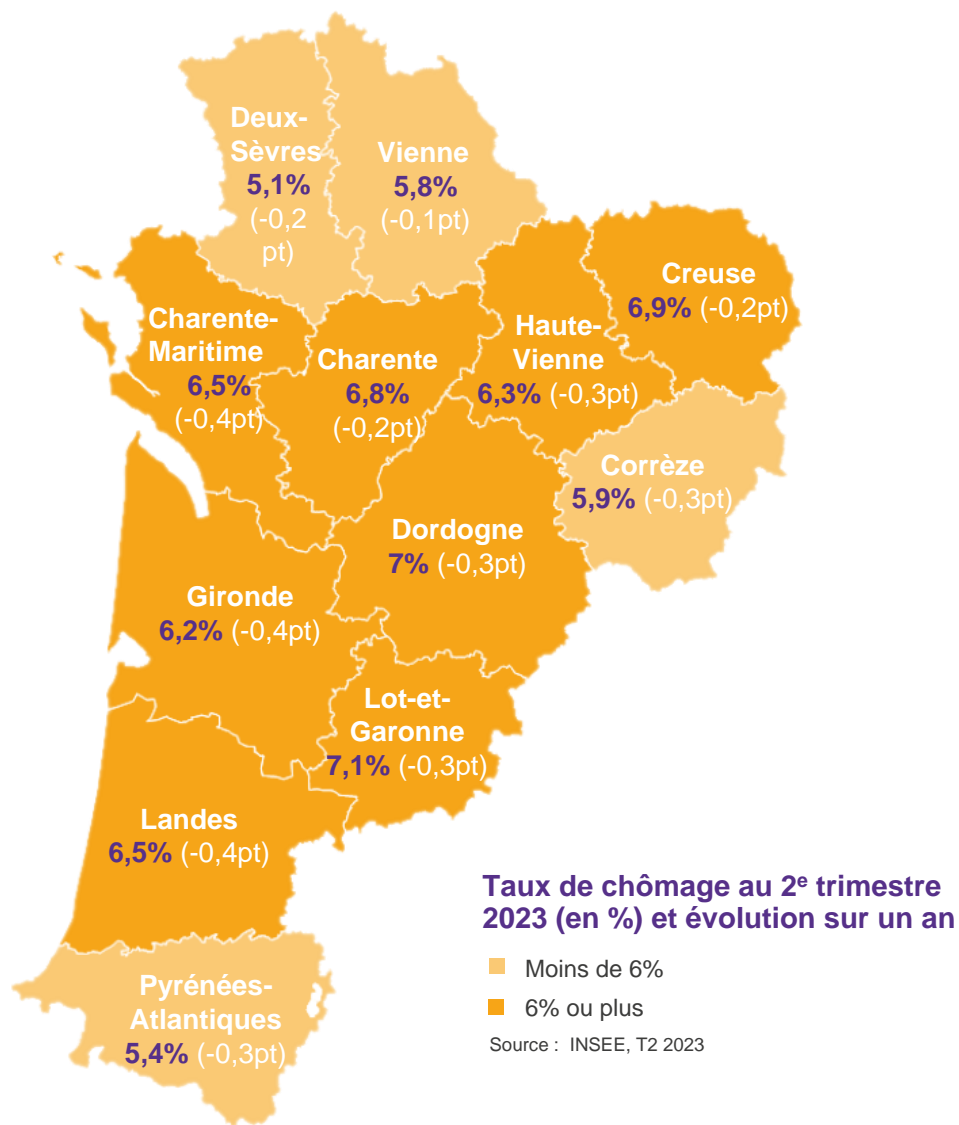 Deux-
Sèvres
5,1%
(-0,2
pt)
Vienne
5,8%
(-0,1pt)
Creuse
6,9% (-0,2pt)
Charente-
Maritime
6,5%
(-0,4pt)
Charente
6,8%
(-0,2pt)
Haute-
Vienne
6,3% (-0,3pt)
Corrèze
5,9% (-0,3pt)
Dordogne
7% (-0,3pt)
Gironde
6,2% (-0,4pt)
Lot-et-
Garonne
7,1% (-0,3pt)
Landes
6,5% (-0,4pt)
Pyrénées-
Atlantiques
5,4% (-0,3pt)
Taux de chômage au 2e trimestre
2023 (en %) et évolution sur un an
Moins de 6%
6% ou plus
Source : INSEE, T2 2023